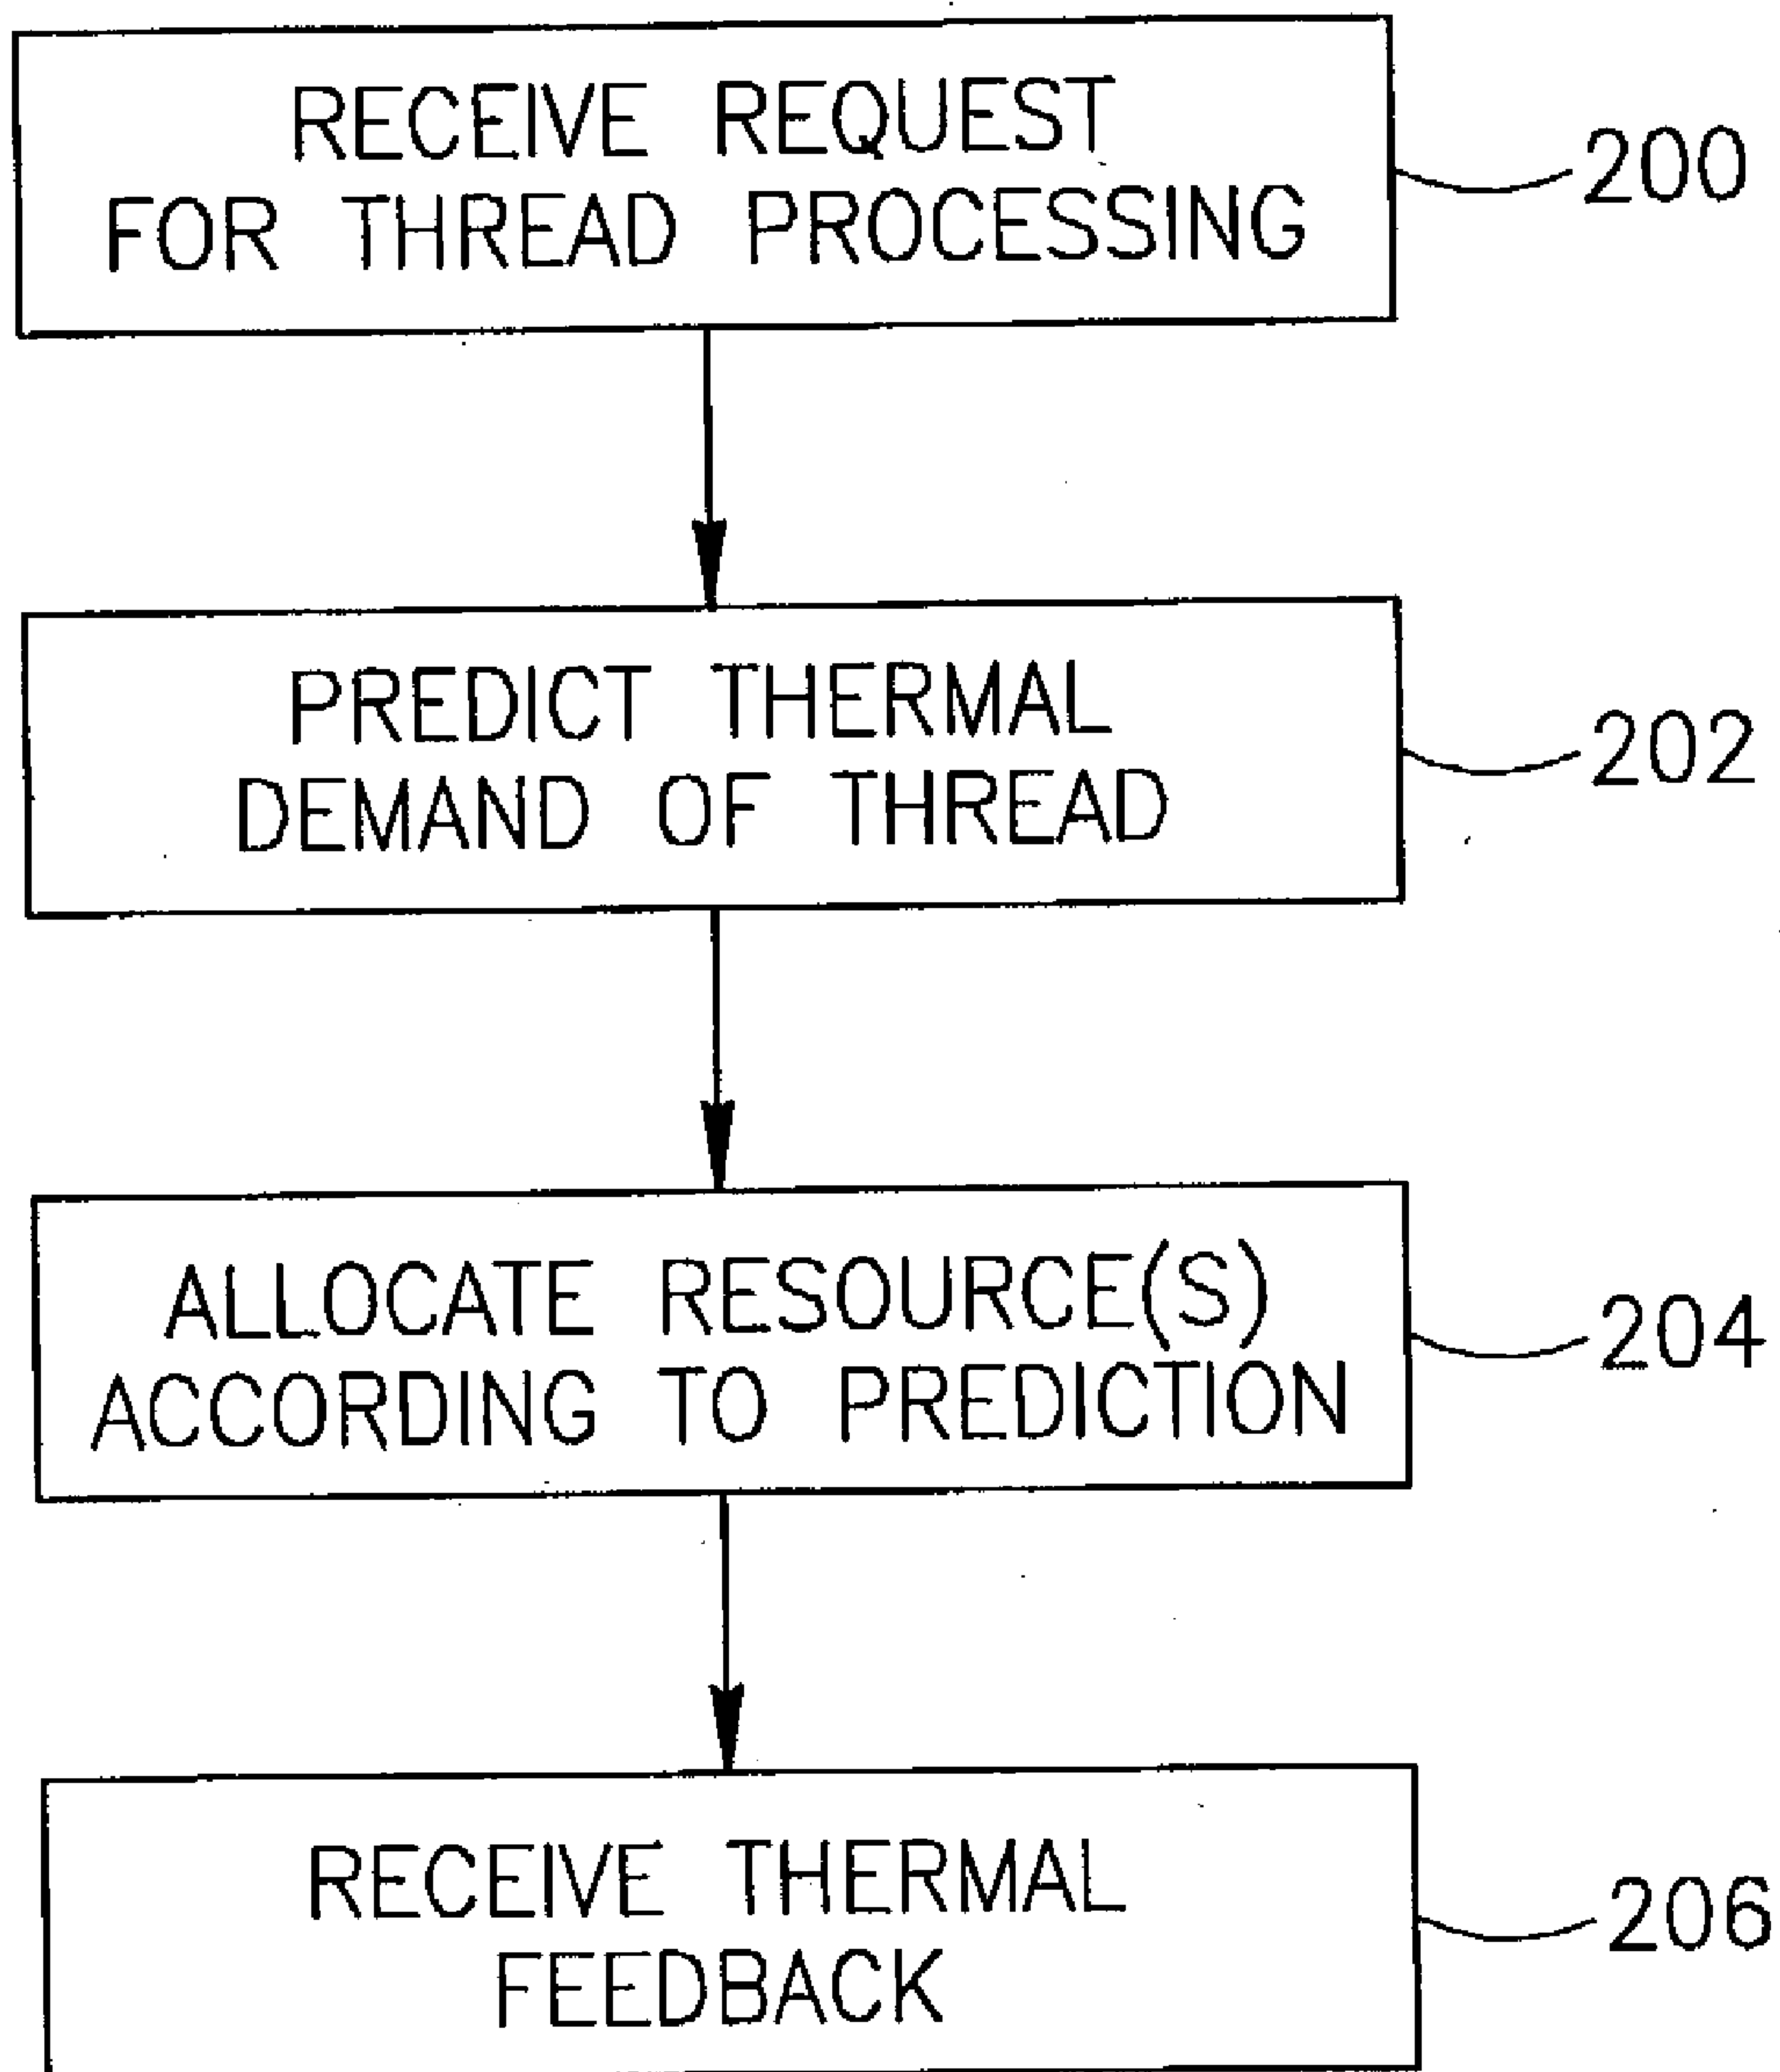 RECEIVE REQUEST
FOR THREAD PROCESSING
200
PREDICT THERMAL
DEMAND OF THREAD
202
ALLOCATE RESOURCE(S)
ACCORDING TO PREDICTION
204
RECEIVE THERMAL
FEEDBACK
206